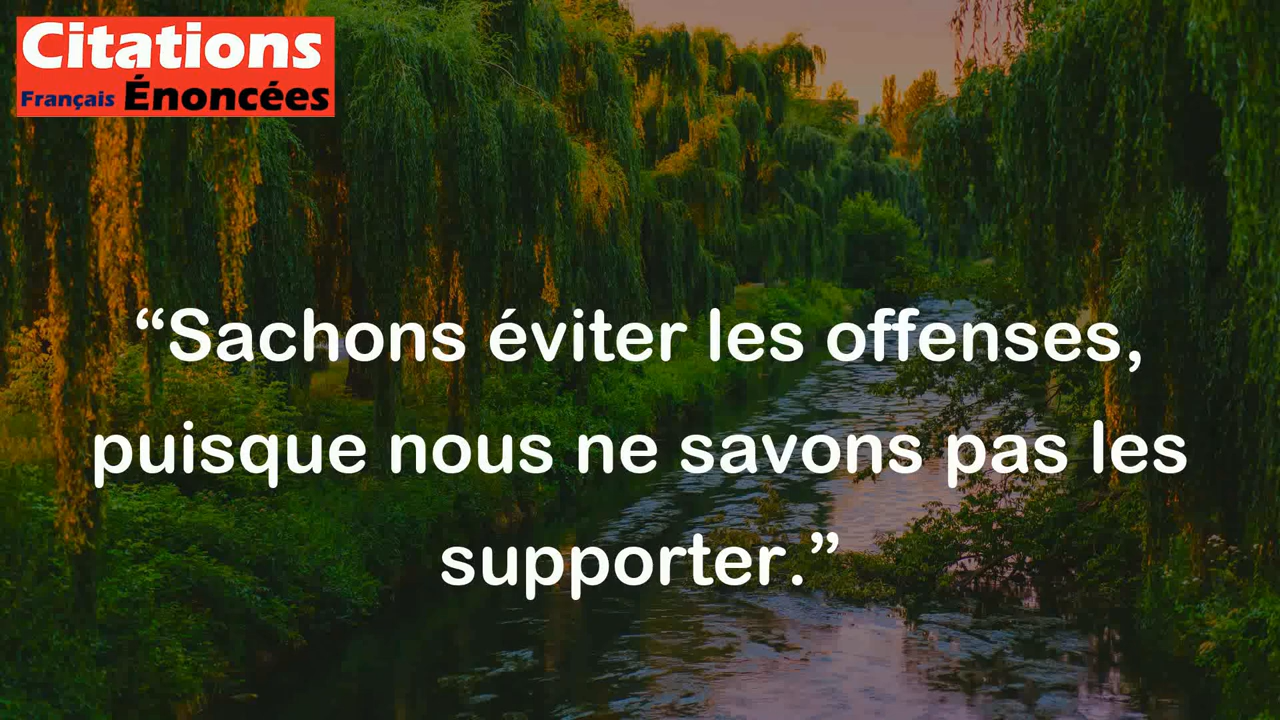 Citations
Français Énoncées
“Sachons éviter les offenses,
puisque nous ne savons pas les
supporter.”